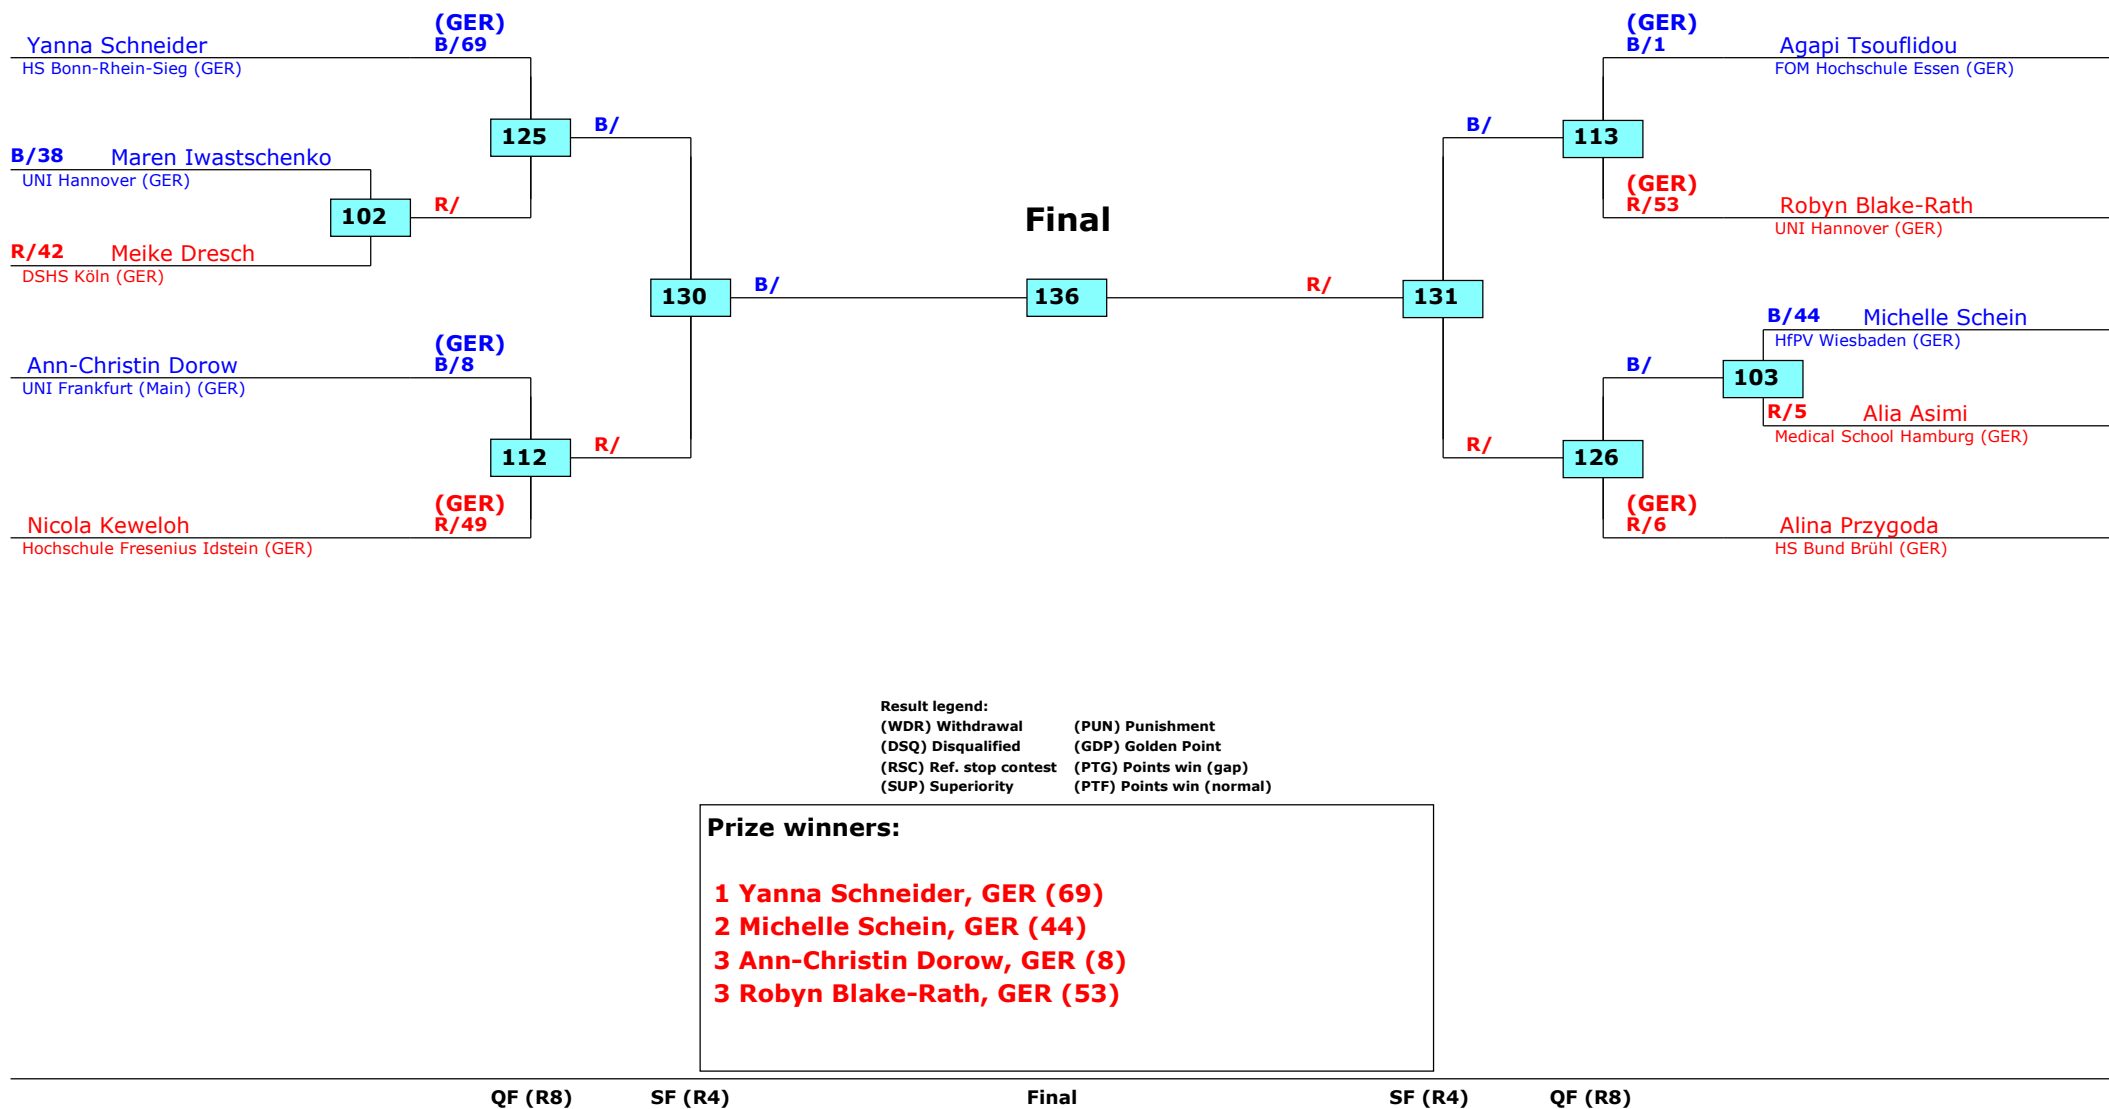 (GER)
Yanna Schneider B/69
HS Bonn-Rhein-Sieg (GER)
125 B/
B/38 Maren Iwastschenko
UNI Hannover (GER)
102 R/
R/42 Meike Dresch
DSHS Köln (GER)
130 B/
(GER)
Ann-Christin Dorow B/8
UNI Frankfurt (Main) (GER)
112 R/
(GER)
Nicola Keweloh R/49
Hochschule Fresenius Idstein (GER)
Final
136
(GER)
B/1 Agapi Tsouflidou
FOM Hochschule Essen (GER)
B/ 113
(GER)
R/53 Robyn Blake-Rath
UNI Hannover (GER)
R/ 131
B/44 Michelle Schein
HfPV Wiesbaden (GER)
B/ 103
R/5 Alia Asimi
Medical School Hamburg (GER)
R/ 126
(GER)
R/6 Alina Przygoda
HS Bund Brühl (GER)
Result legend:
(WDR) Withdrawal (PUN) Punishment
(DSQ) Disqualified (GDP) Golden Point
(RSC) Ref. stop contest (PTG) Points win (gap)
(SUP) Superiority (PTF) Points win (normal)
Prize winners:
1 Yanna Schneider, GER (69)
2 Michelle Schein, GER (44)
3 Ann-Christin Dorow, GER (8)
3 Robyn Blake-Rath, GER (53)
QF (R8) SF (R4) Final SF (R4) QF (R8)